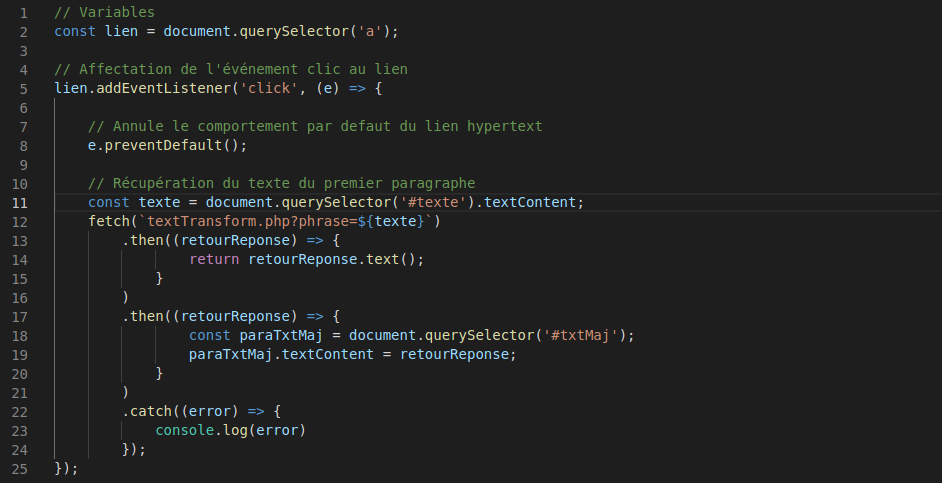 1 // Variables
2 const lien = document.querySelector('a');
3
4 // Affectation de l'événement clic au lien
5 lien.addEventListener('click', (e) => {
6
7 // Annule le comportement par defaut du lien hypertext
8 e.preventDefault();
9
10 // Récupération du texte du premier paragraphe
11 const texte = document.querySelector('#texte').textContent;
12 fetch(`textTransform.php?phrase=${texte}`)
13 .then((retourReponse) => {
14 return retourReponse.text();
15 }
16 )
17 .then((retourReponse) => {
18 const paraTxtMaj = document.querySelector('#txtMaj');
19 paraTxtMaj.textContent = retourReponse;
20 }
21 )
22 .catch((error) => {
23 console.log(error)
24 });
25 });